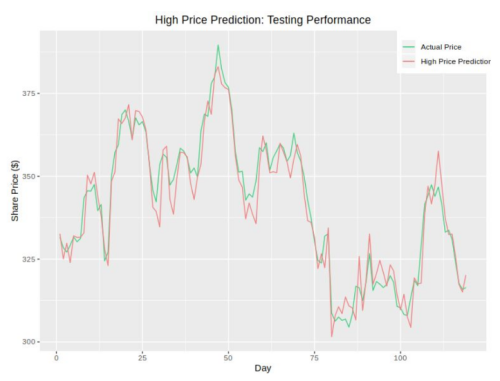 High Price Prediction: Testing Performance
Actual Price
High Price Prediction
Share Price ($)
375
350
325
300
0
25
50
75
100
Day